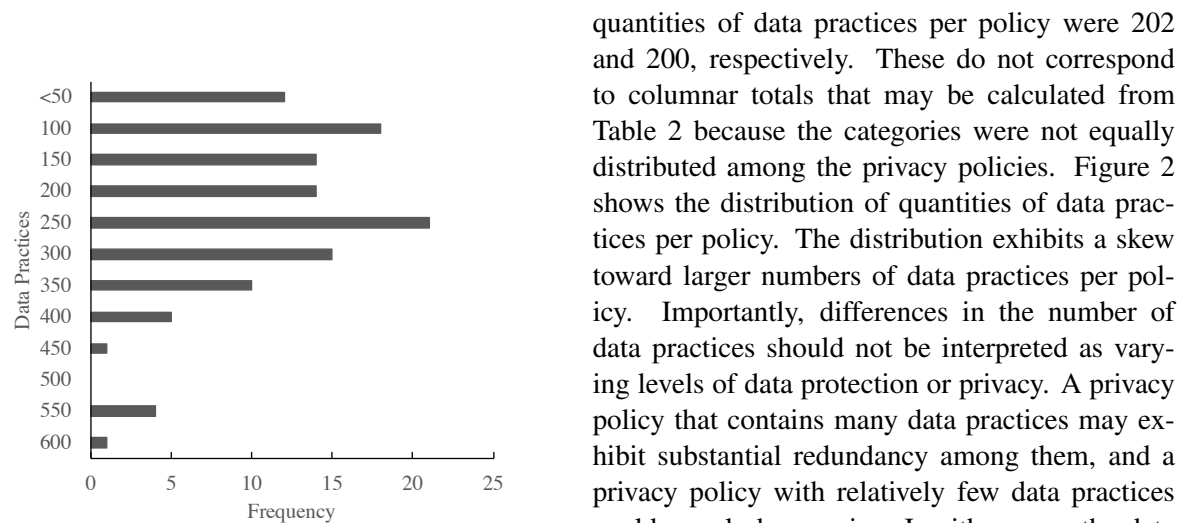 <50
100
150
200
250
300
350
400
450
500
550
600
Data Practices
0 5 10 15 20 25
Frequency
quantities of data practices per policy were 202
and 200, respectively. These do not correspond
to columnar totals that may be calculated from
Table 2 because the categories were not equally
distributed among the privacy policies. Figure 2
shows the distribution of quantities of data prac-
tices per policy. The distribution exhibits a skew
toward larger numbers of data practices per pol-
icy. Importantly, differences in the number of
data practices should not be interpreted as vary-
ing levels of data protection or privacy. A privacy
policy that contains many data practices may ex-
hibit substantial redundancy among them, and a
privacy policy with relatively few data practices